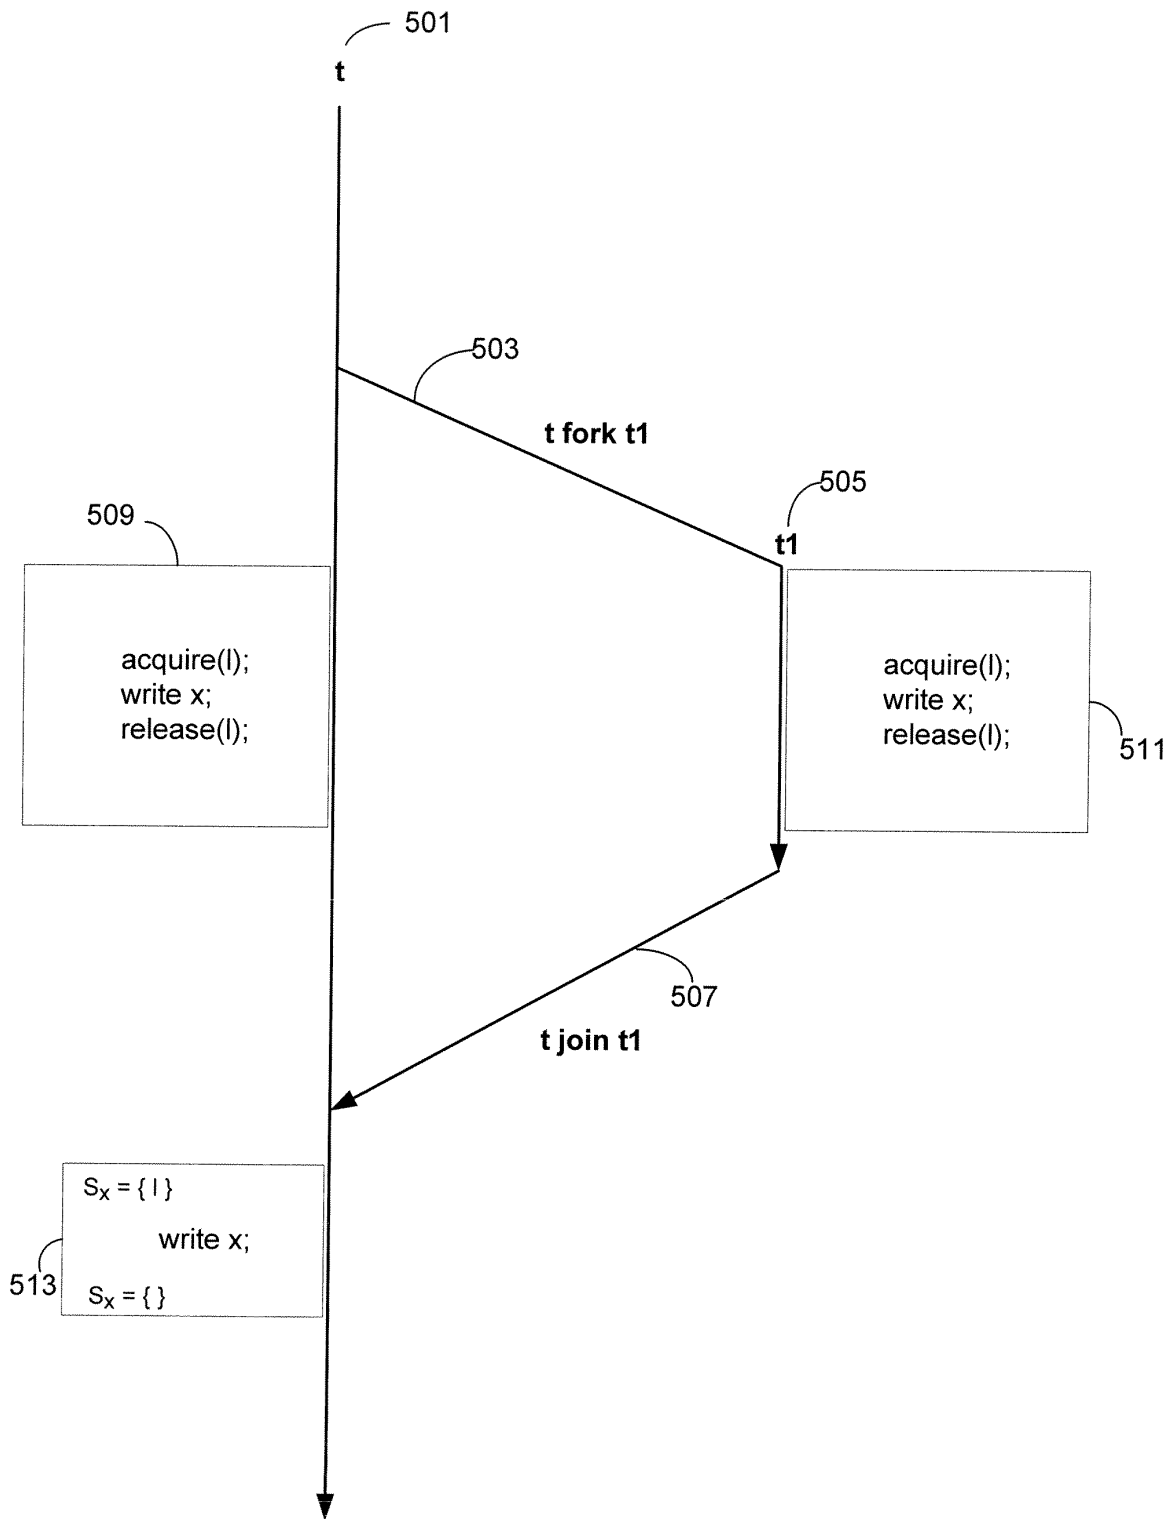 501
t
503
t fork t1
505
t1
509
acquire(l);
write x;
release(l);
acquire(l);
write x;
release(l);
511
507
t join t1
Sx = { l }
write x;
513
Sx = { }